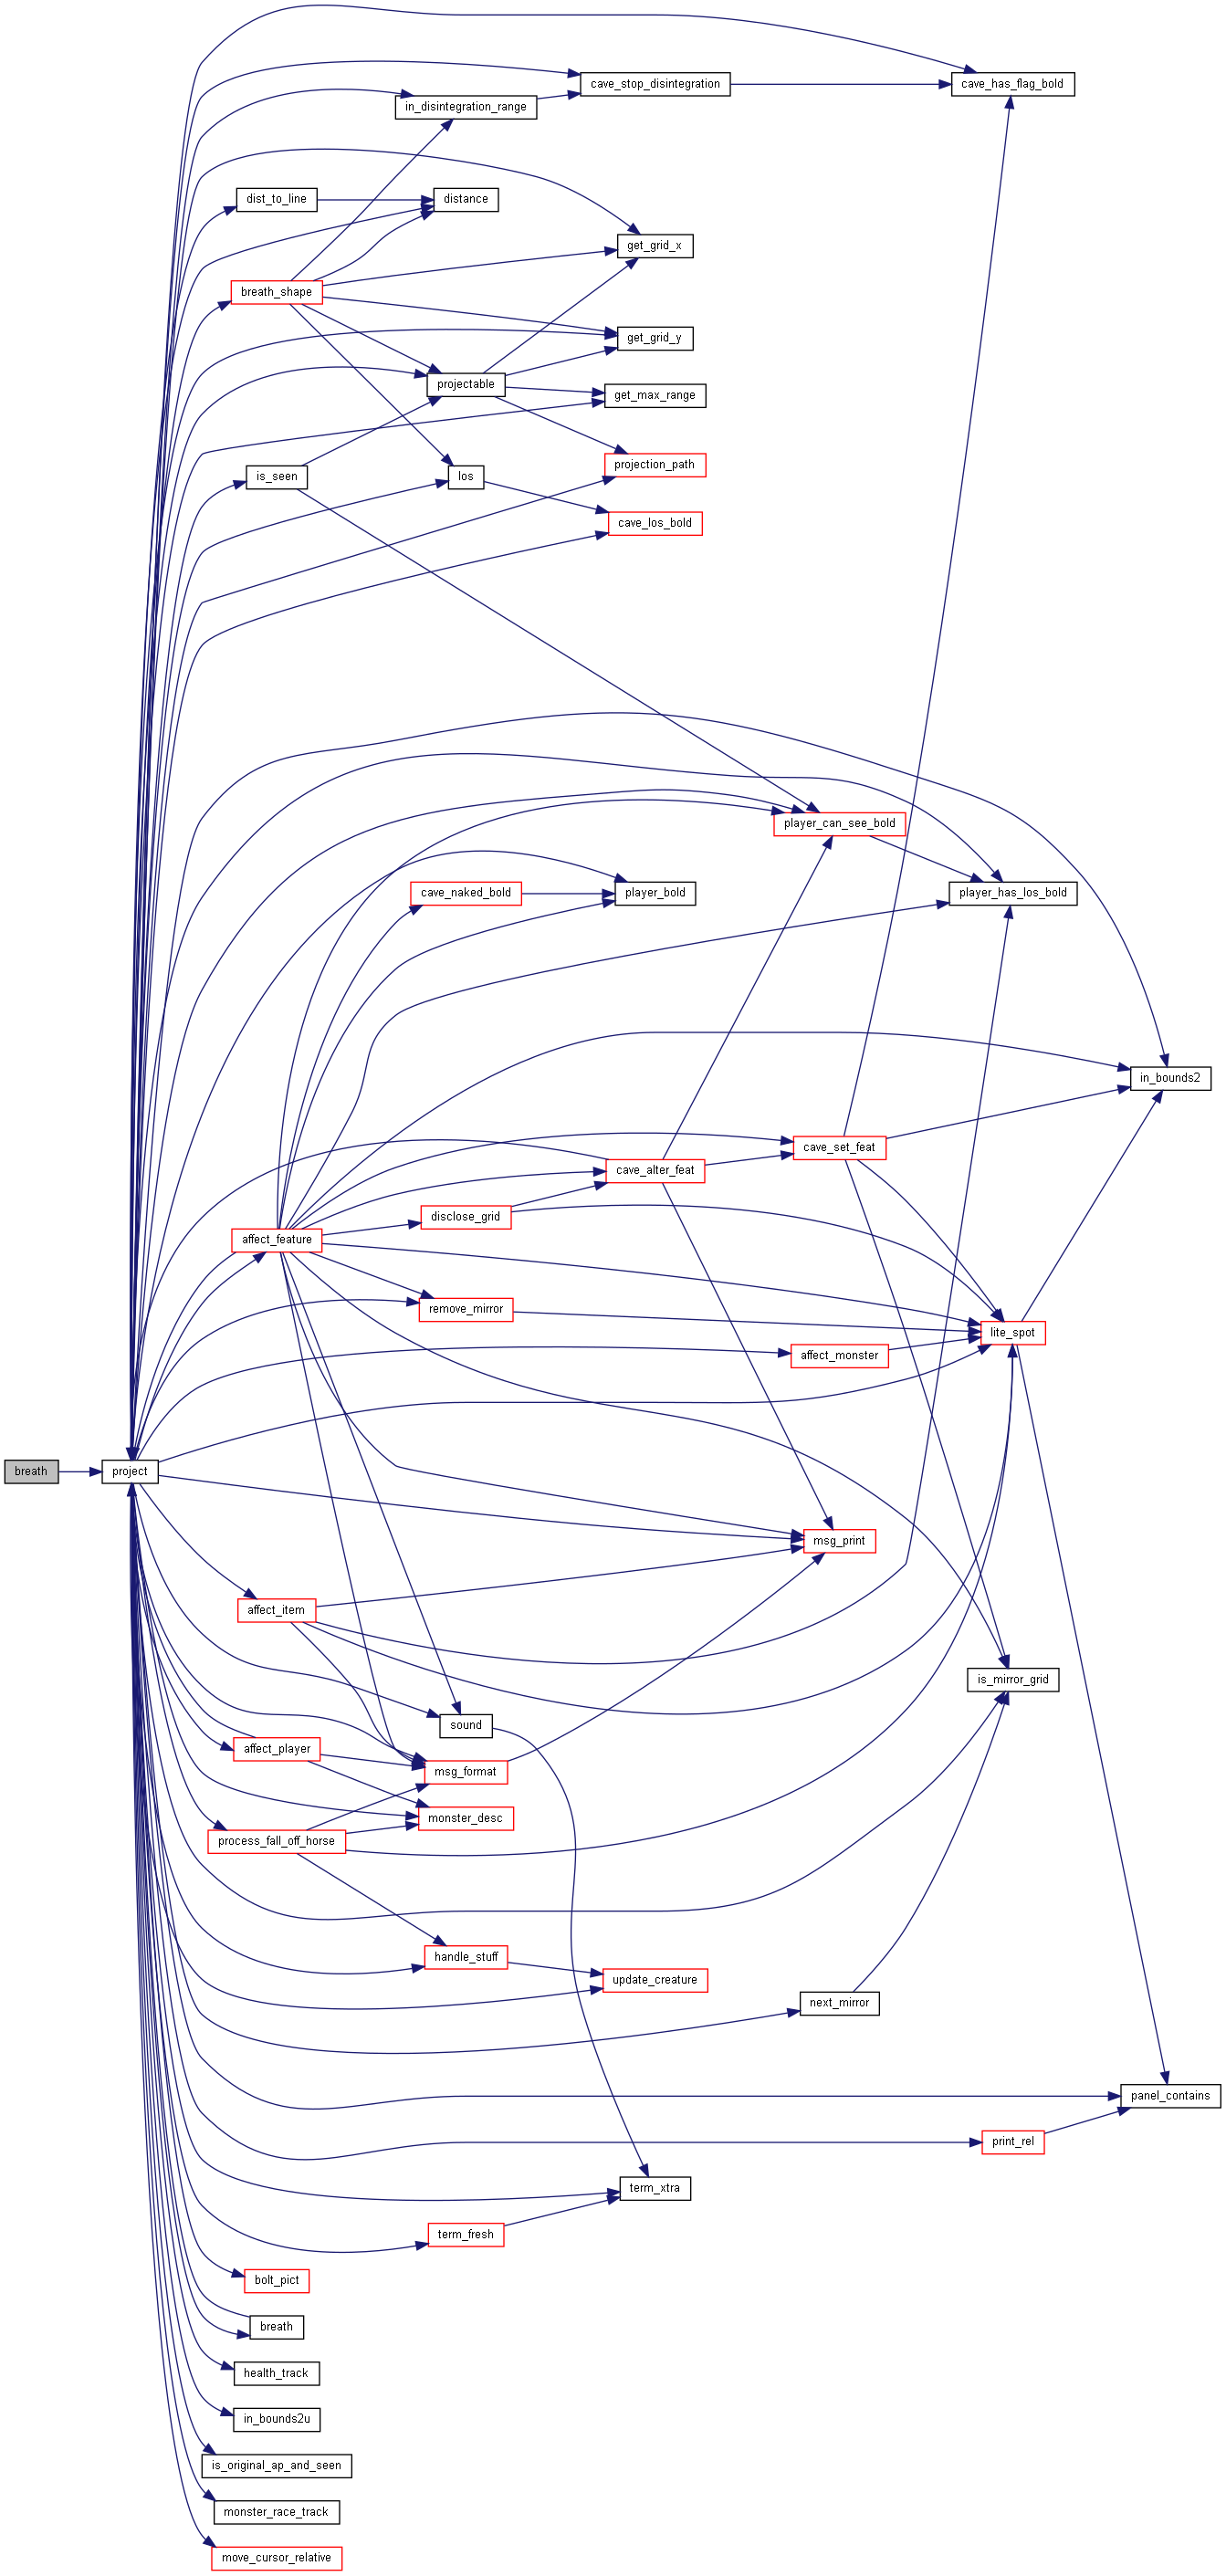 cave_stop_disintegration
cave_has_flag_bold
in_disintegration_range
dist_to_line
distance
get_grid_x
breath_shape
get_grid_y
projectable
get_max_range
projection_path
is_seen
los
cave_los_bold
player_can_see_bold
cave_naked_bold
player_bold
player_has_los_bold
in_bounds2
cave_set_feat
cave_alter_feat
disclose_grid
affect_feature
remove_mirror
lite_spot
affect_monster
breath
project
msg_print
affect_item
is_mirror_grid
sound
affect_player
msg_format
monster_desc
process_fall_off_horse
handle_stuff
update_creature
next_mirror
panel_contains
print_rel
term_xtra
term_fresh
bolt_pict
breath
health_track
in_bounds2u
is_original_ap_and_seen
monster_race_track
move_cursor_relative